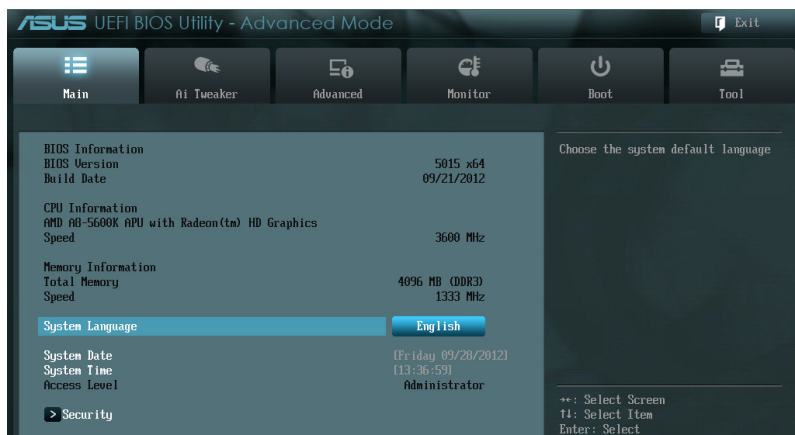 ASUS UEFI BIOS Utility - Advanced Mode
Exit
Main
Ai Tweaker
Advanced
Monitor
Boot
Tool
BIOS Information
BIOS Version 5015 x64
Build Date 09/21/2012
CPU Information
AMD A8-5600K APU with Radeon(tm) HD Graphics
Speed 3600 MHz
Memory Information
Total Memory 4096 MB (DDR3)
Speed 1333 MHz
System Language English
System Date [Friday 09/28/2012]
System Time [13:36:59]
Access Level Administrator
> Security
Choose the system default language
→←: Select Screen
↑↓: Select Item
Enter: Select